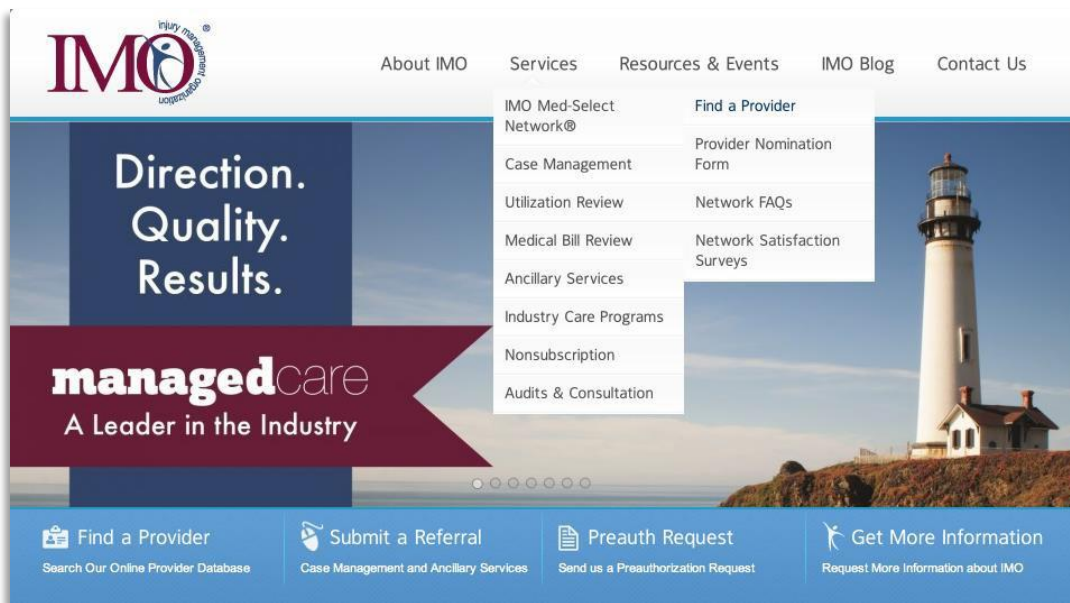 IMO
injury management organization
®
About IMO
Services
Resources & Events
IMO Blog
Contact Us
IMO Med-Select
Network®
Case Management
Utilization Review
Medical Bill Review
Ancillary Services
Industry Care Programs
Nonsubscription
Audits & Consultation
Find a Provider
Provider Nomination
Form
Network FAQs
Network Satisfaction
Surveys
Direction.
Quality.
Results.
managedcare
A Leader in the Industry
Find a Provider
Search Our Online Provider Database
Submit a Referral
Case Management and Ancillary Services
Preauth Request
Send us a Preauthorization Request
Get More Information
Request More Information about IMO